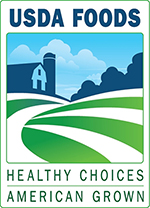 USDA FOODS
HEALTHY CHOICES
AMERICAN GROWN